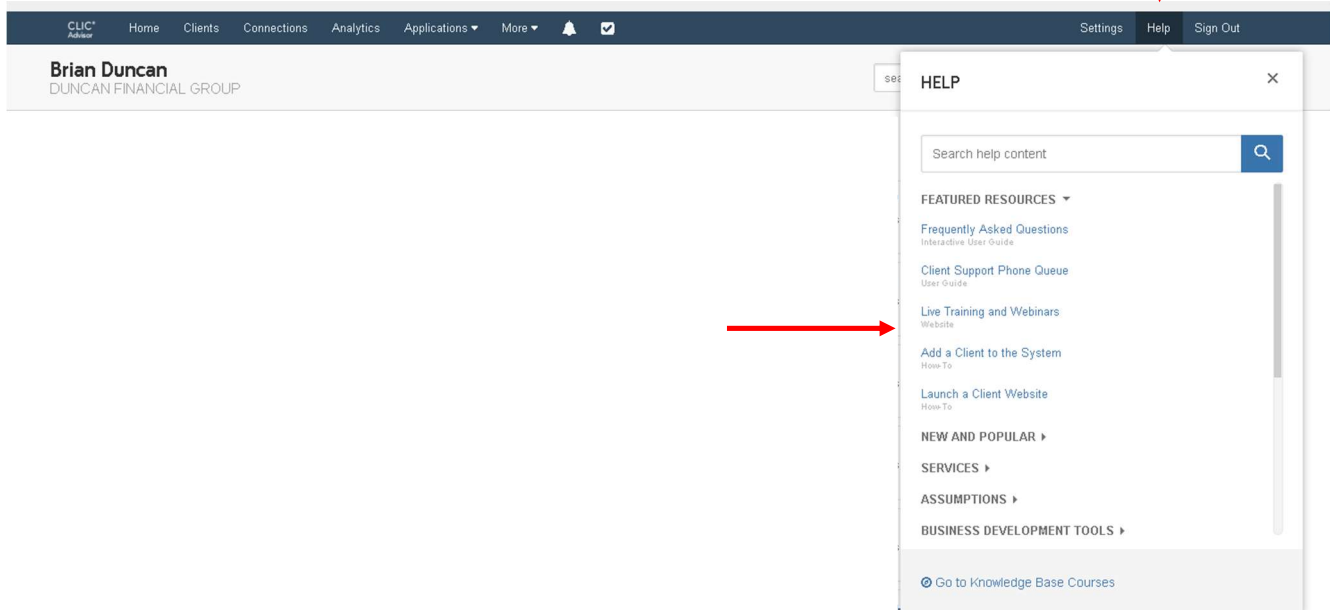 CLIC® Home Clients Connections Analytics Applications More Settings Help Sign Out
Advisor
Brian Duncan
DUNCAN FINANCIAL GROUP
sea
HELP
Search help content
FEATURED RESOURCES
Frequently Asked Questions
Interactive User Guide
Client Support Phone Queue
User Guide
Live Training and Webinars
Website
Add a Client to the System
How-To
Launch a Client Website
How-To
NEW AND POPULAR
SERVICES
ASSUMPTIONS
BUSINESS DEVELOPMENT TOOLS
Go to Knowledge Base Courses